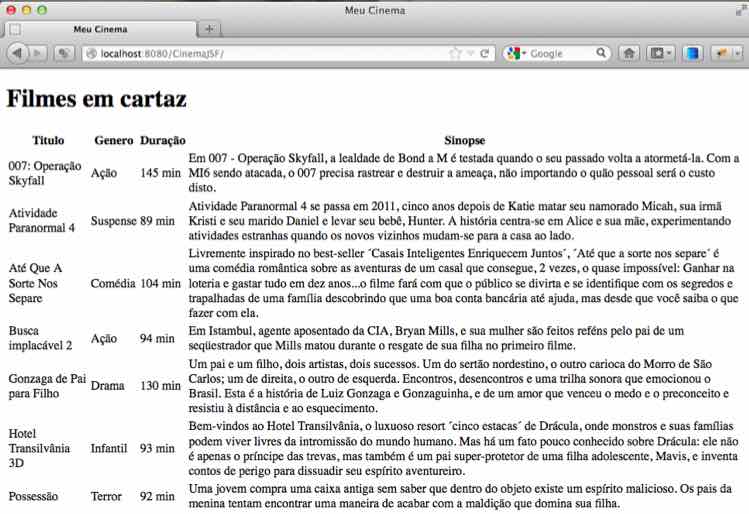 Meu Cinema
Meu Cinema
localhost:8080/CinemaJSF/
Google
Filmes em cartaz
Titulo Genero Duração Sinopse
007: Operação Skyfall Ação 145 min Em 007 - Operação Skyfall, a lealdade de Bond a M é testada quando o seu passado volta a atormetá-la. Com a
MI6 sendo atacada, o 007 precisa rastrear e destruir a ameaça, não importando o quão pessoal será o custo
disto.
Atividade Paranormal 4 Suspense 89 min Atividade Paranormal 4 se passa em 2011, cinco anos depois de Katie matar seu namorado Micah, sua irmã
Kristi e seu marido Daniel e levar seu bebê, Hunter. A história centra-se em Alice e sua mãe, experimentando
atividades estranhas quando os novos vizinhos mudam-se para a casa ao lado.
Até Que A Sorte Nos Separe Comédia 104 min Livremente inspirado no best-seller ´Casais Inteligentes Enriquecem Juntos´, ´Até que a sorte nos separe´ é
uma comédia romântica sobre as aventuras de um casal que consegue, 2 vezes, o quase impossível: Ganhar na
loteria e gastar tudo em dez anos...o filme fará com que o público se divirta e se identifique com os segredos e
trapalhadas de uma família descobrindo que uma boa conta bancária até ajuda, mas desde que você saiba o que
fazer com ela.
Busca implacável 2 Ação 94 min Em Istambul, agente aposentado da CIA, Bryan Mills, e sua mulher são feitos reféns pelo pai de um
seqüestrador que Mills matou durante o resgate de sua filha no primeiro filme.
Gonzaga de Pai para Filho Drama 130 min Um pai e um filho, dois artistas, dois sucessos. Um do sertão nordestino, o outro carioca do Morro de São
Carlos; um de direita, o outro de esquerda. Encontros, desencontros e uma trilha sonora que emocionou o
Brasil. Esta é a história de Luiz Gonzaga e Gonzaguinha, e de um amor que venceu o medo e o preconceito e
resistiu à distância e ao esquecimento.
Hotel Transilvânia 3D Infantil 93 min Bem-vindos ao Hotel Transilvânia, o luxuoso resort ´cinco estacas´ de Drácula, onde monstros e suas famílias
podem viver livres da intromissão do mundo humano. Mas há um fato pouco conhecido sobre Drácula: ele não
é apenas o príncipe das trevas, mas também é um pai super-protetor de uma filha adolescente, Mavis, e inventa
contos de perigo para dissuadir seu espírito aventureiro.
Possessão Terror 92 min Uma jovem compra uma caixa antiga sem saber que dentro do objeto existe um espírito malicioso. Os pais da
menina tentam encontrar uma maneira de acabar com a maldição que domina sua filha.